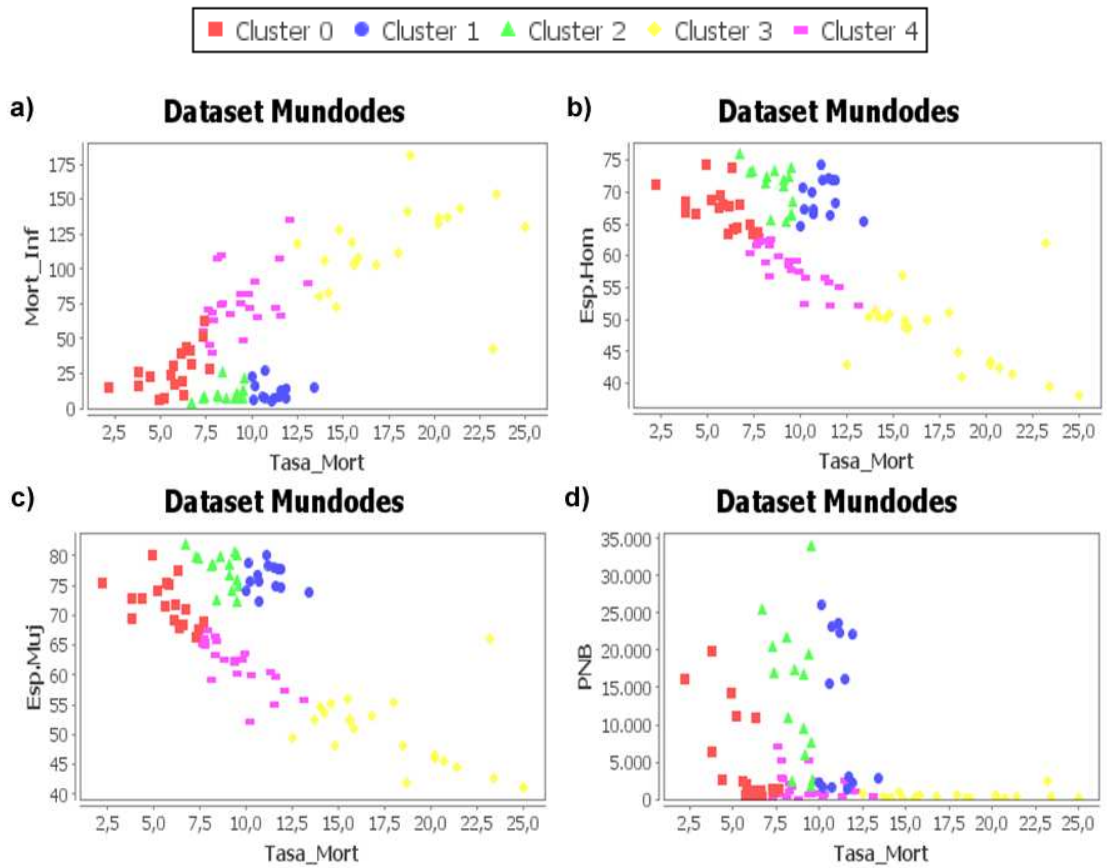 Cluster 0 Cluster 1 Cluster 2 Cluster 3 Cluster 4
a)
Dataset Mundodes
Mort_Inf
175
150
125
100
75
50
25
0
2,5 5,0 7,5 10,0 12,5 15,0 17,5 20,0 22,5 25,0
Tasa_Mort
b)
Dataset Mundodes
Esp.Hom
75
70
65
60
55
50
45
40
2,5 5,0 7,5 10,0 12,5 15,0 17,5 20,0 22,5 25,0
Tasa_Mort
c)
Dataset Mundodes
Esp.Muj
80
75
70
65
60
55
50
45
40
2,5 5,0 7,5 10,0 12,5 15,0 17,5 20,0 22,5 25,0
Tasa_Mort
d)
Dataset Mundodes
PNB
35.000
30.000
25.000
20.000
15.000
10.000
5.000
0
2,5 5,0 7,5 10,0 12,5 15,0 17,5 20,0 22,5 25,0
Tasa_Mort